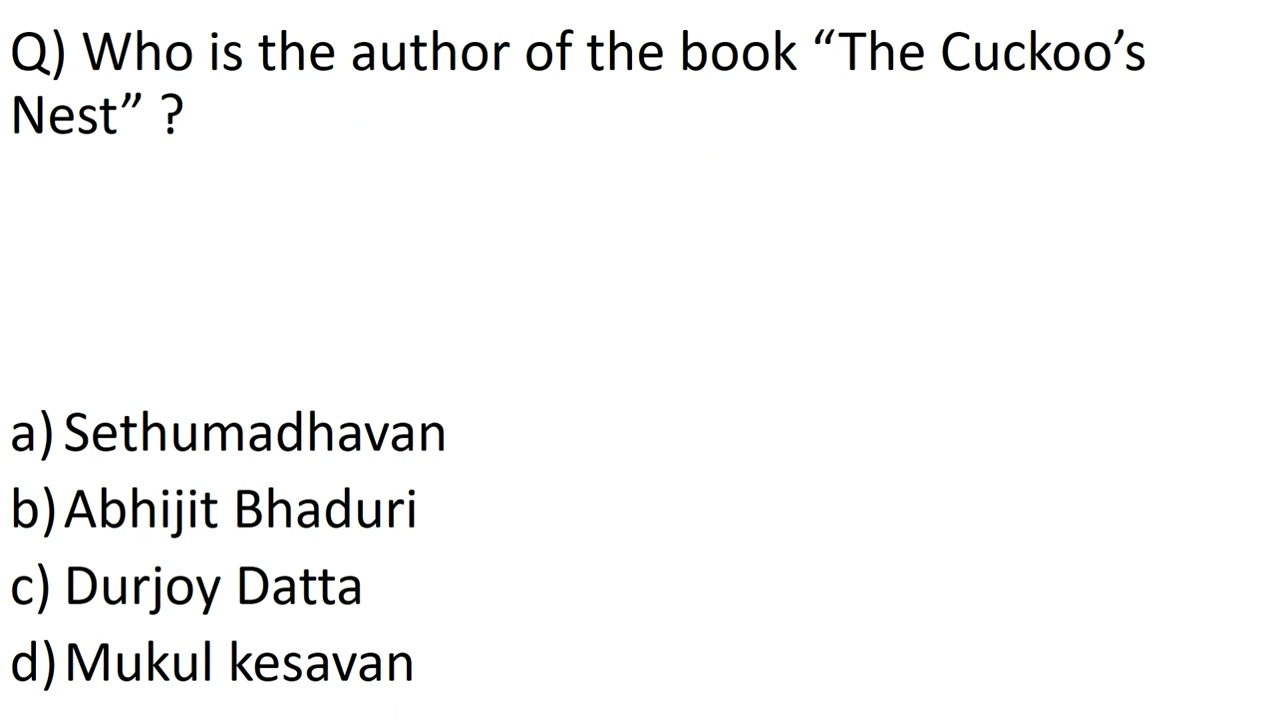 Q) Who is the author of the book “The Cuckoo’s
Nest” ?
a) Sethumadhavan
b) Abhijit Bhaduri
c) Durjoy Datta
d) Mukul kesavan